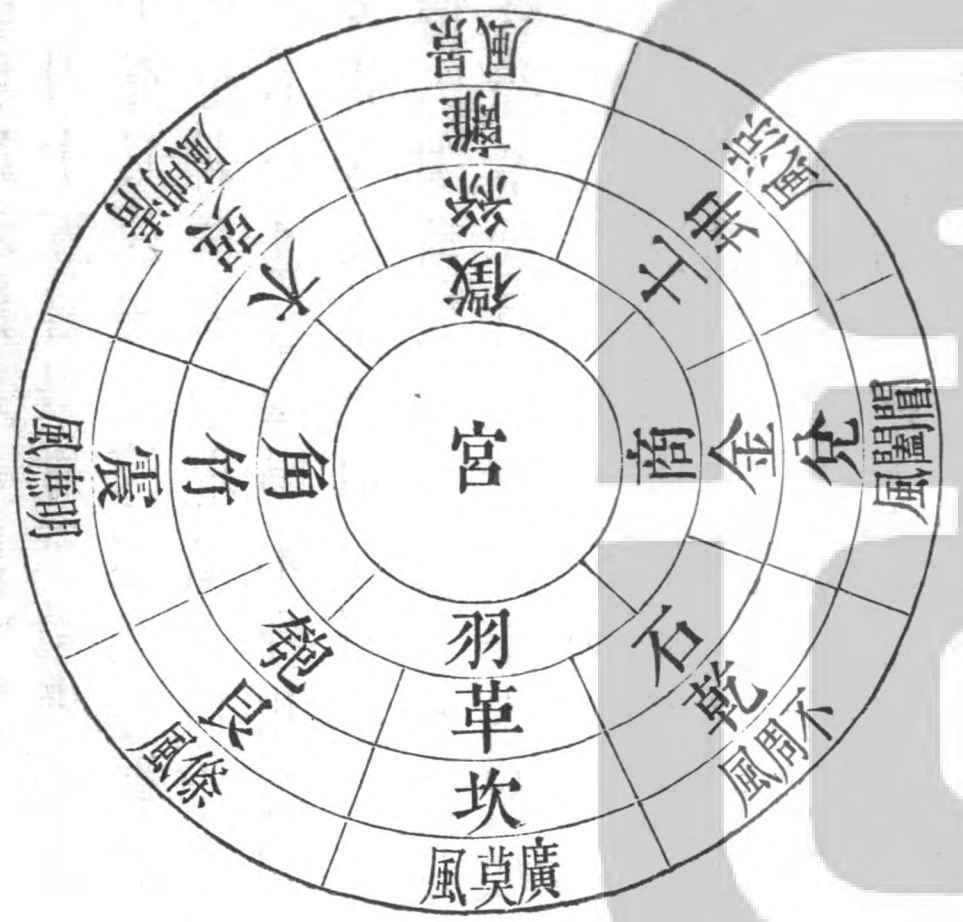 宮
徵
絲
離
景風
土
坤
涼風
商
金
兌
閶闔風
石
乾
不周風
羽
革
坎
廣莫風
匏
艮
條風
角
竹
震
明庶風
木
巽
清明風